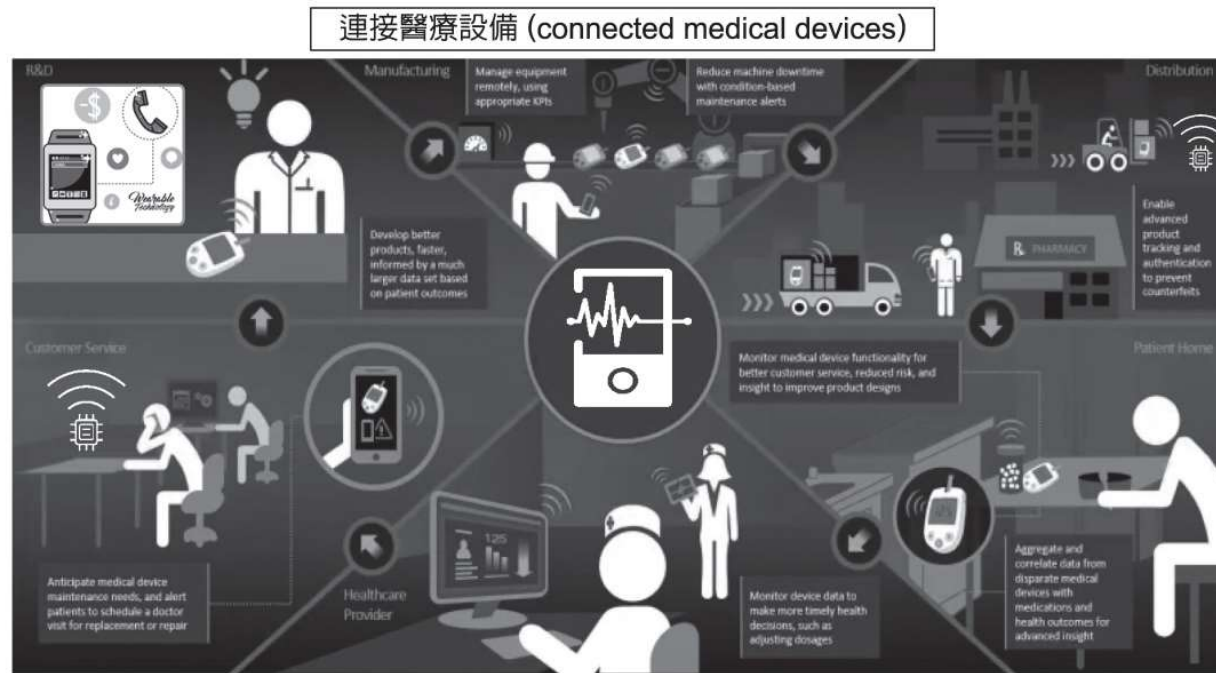 連接醫療設備 (connected medical devices)
R&D
-$
Wearable
Technology
Develop better
products, faster,
informed by a much
larger data set based
on patient outcomes
Manufacturing
Manage equipment
remotely, using
appropriate KPIs
Reduce machine downtime
with condition-based
maintenance alerts
Distribution
Enable
advanced
product
tracking and
authentication
to prevent
counterfeits
Rx PHARMACY
Patient Home
Monitor medical device functionality for
better customer service, reduced risk, and
insight to improve product designs
Aggregate and
correlate data from
disparate medical
devices with
medications and
health outcomes for
advanced insight
Healthcare
Provider
125
Monitor device data to
make more timely health
decisions, such as
adjusting dosages
Customer Service
Anticipate medical device
maintenance needs, and alert
patients to schedule a doctor
visit for replacement or repair